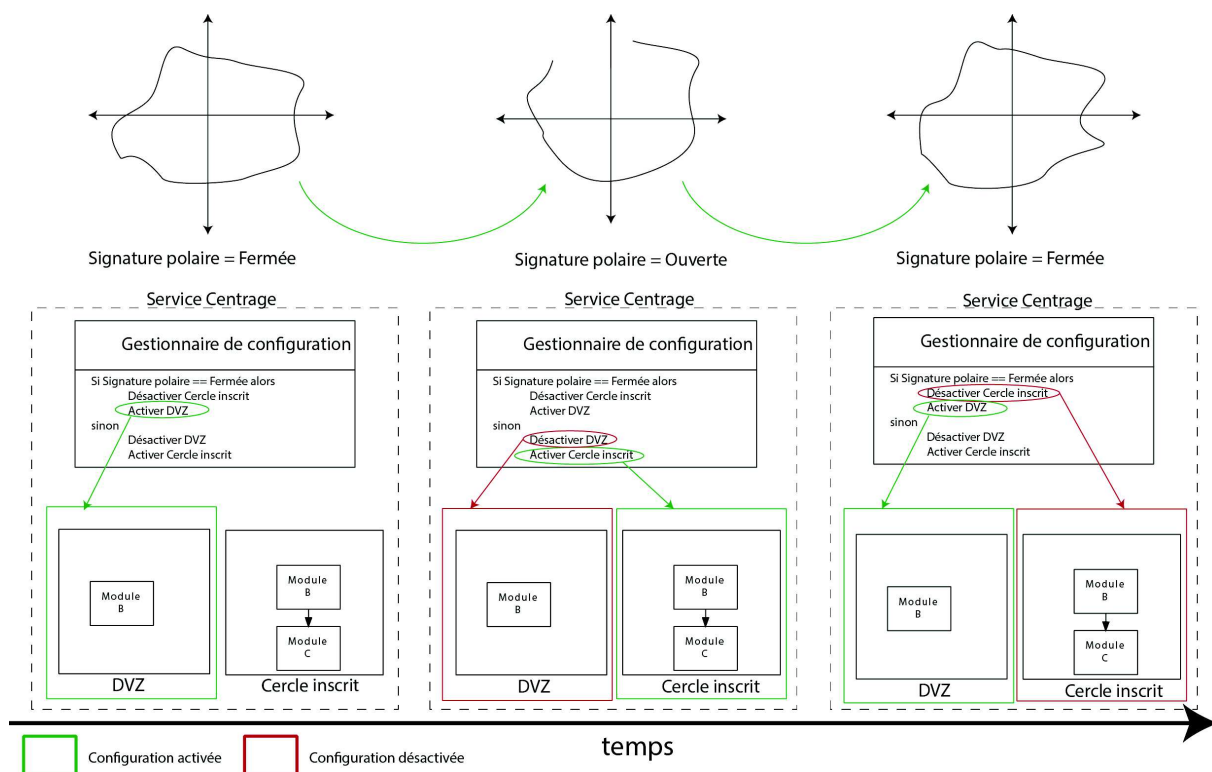 Signature polaire = Fermée
Signature polaire = Ouverte
Signature polaire = Fermée
Service Centrage
Gestionnaire de configuration
Si Signature polaire == Fermée alors
Désactiver Cercle inscrit
Activer DVZ
sinon
Désactiver DVZ
Activer Cercle inscrit
Module
B
DVZ
Module
B
Module
C
Cercle inscrit
Service Centrage
Gestionnaire de configuration
Si Signature polaire == Fermée alors
Désactiver Cercle inscrit
Activer DVZ
sinon
Désactiver DVZ
Activer Cercle inscrit
Module
B
DVZ
Module
B
Module
C
Cercle inscrit
Service Centrage
Gestionnaire de configuration
Si Signature polaire == Fermée alors
Désactiver Cercle inscrit
Activer DVZ
sinon
Désactiver DVZ
Activer Cercle inscrit
Module
B
DVZ
Module
B
Module
C
Cercle inscrit
temps
Configuration activée
Configuration désactivée